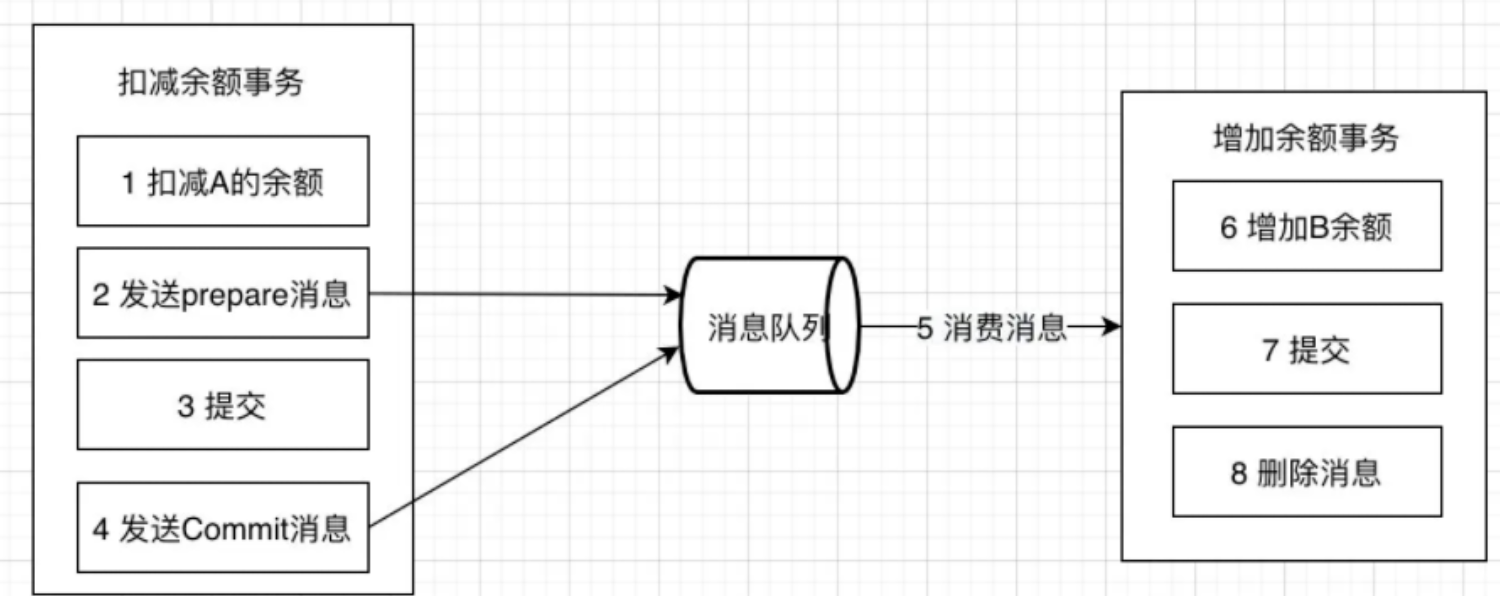 扣减余额事务
1 扣减A的余额
2 发送prepare消息
3 提交
4 发送Commit消息
消息队列
5 消费消息
增加余额事务
6 增加B余额
7 提交
8 删除消息